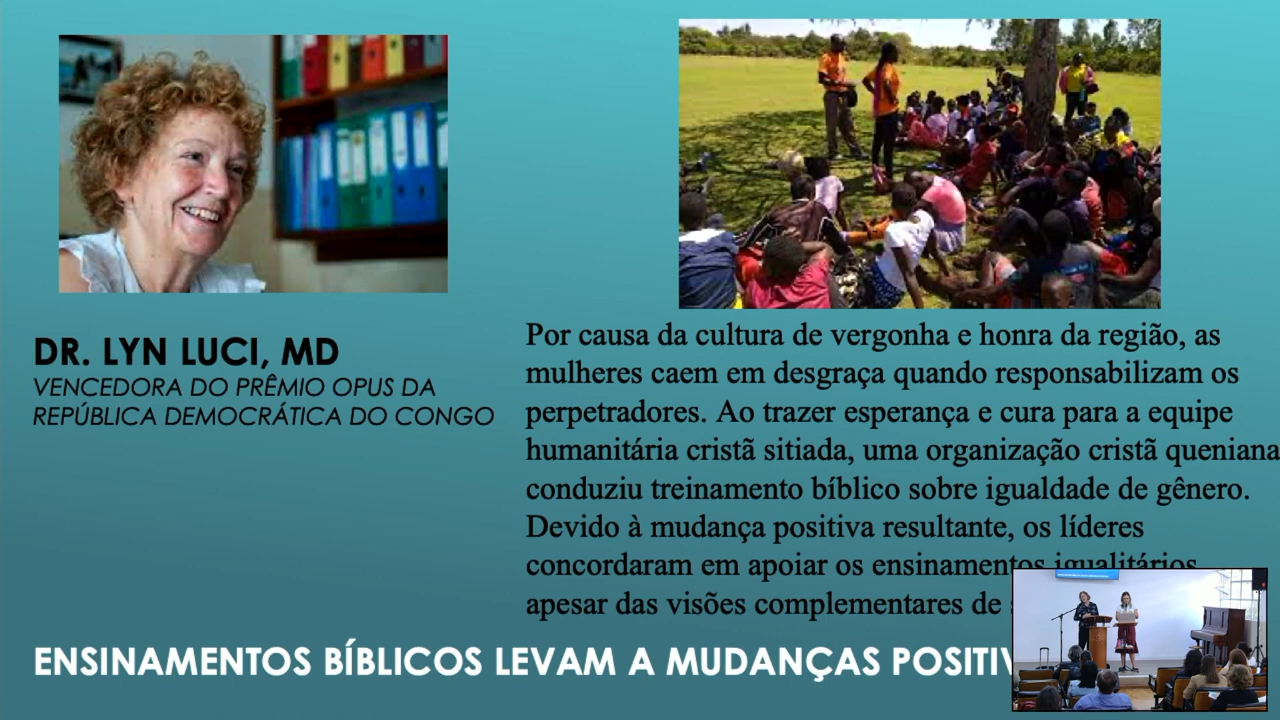 DR. LYN LUCI, MD
VENCEDORA DO PRÊMIO OPUS DA
REPÚBLICA DEMOCRÁTICA DO CONGO
Por causa da cultura de vergonha e honra da região, as
mulheres caem em desgraça quando responsabilizam os
perpetradores. Ao trazer esperança e cura para a equipe
humanitária cristã sitiada, uma organização cristã queniana
conduziu treinamento bíblico sobre igualdade de gênero.
Devido à mudança positiva resultante, os líderes
concordaram em apoiar os ensinamentos igualitários
apesar das visões complementares de
ENSINAMENTOS BÍBLICOS LEVAM A MUDANÇAS